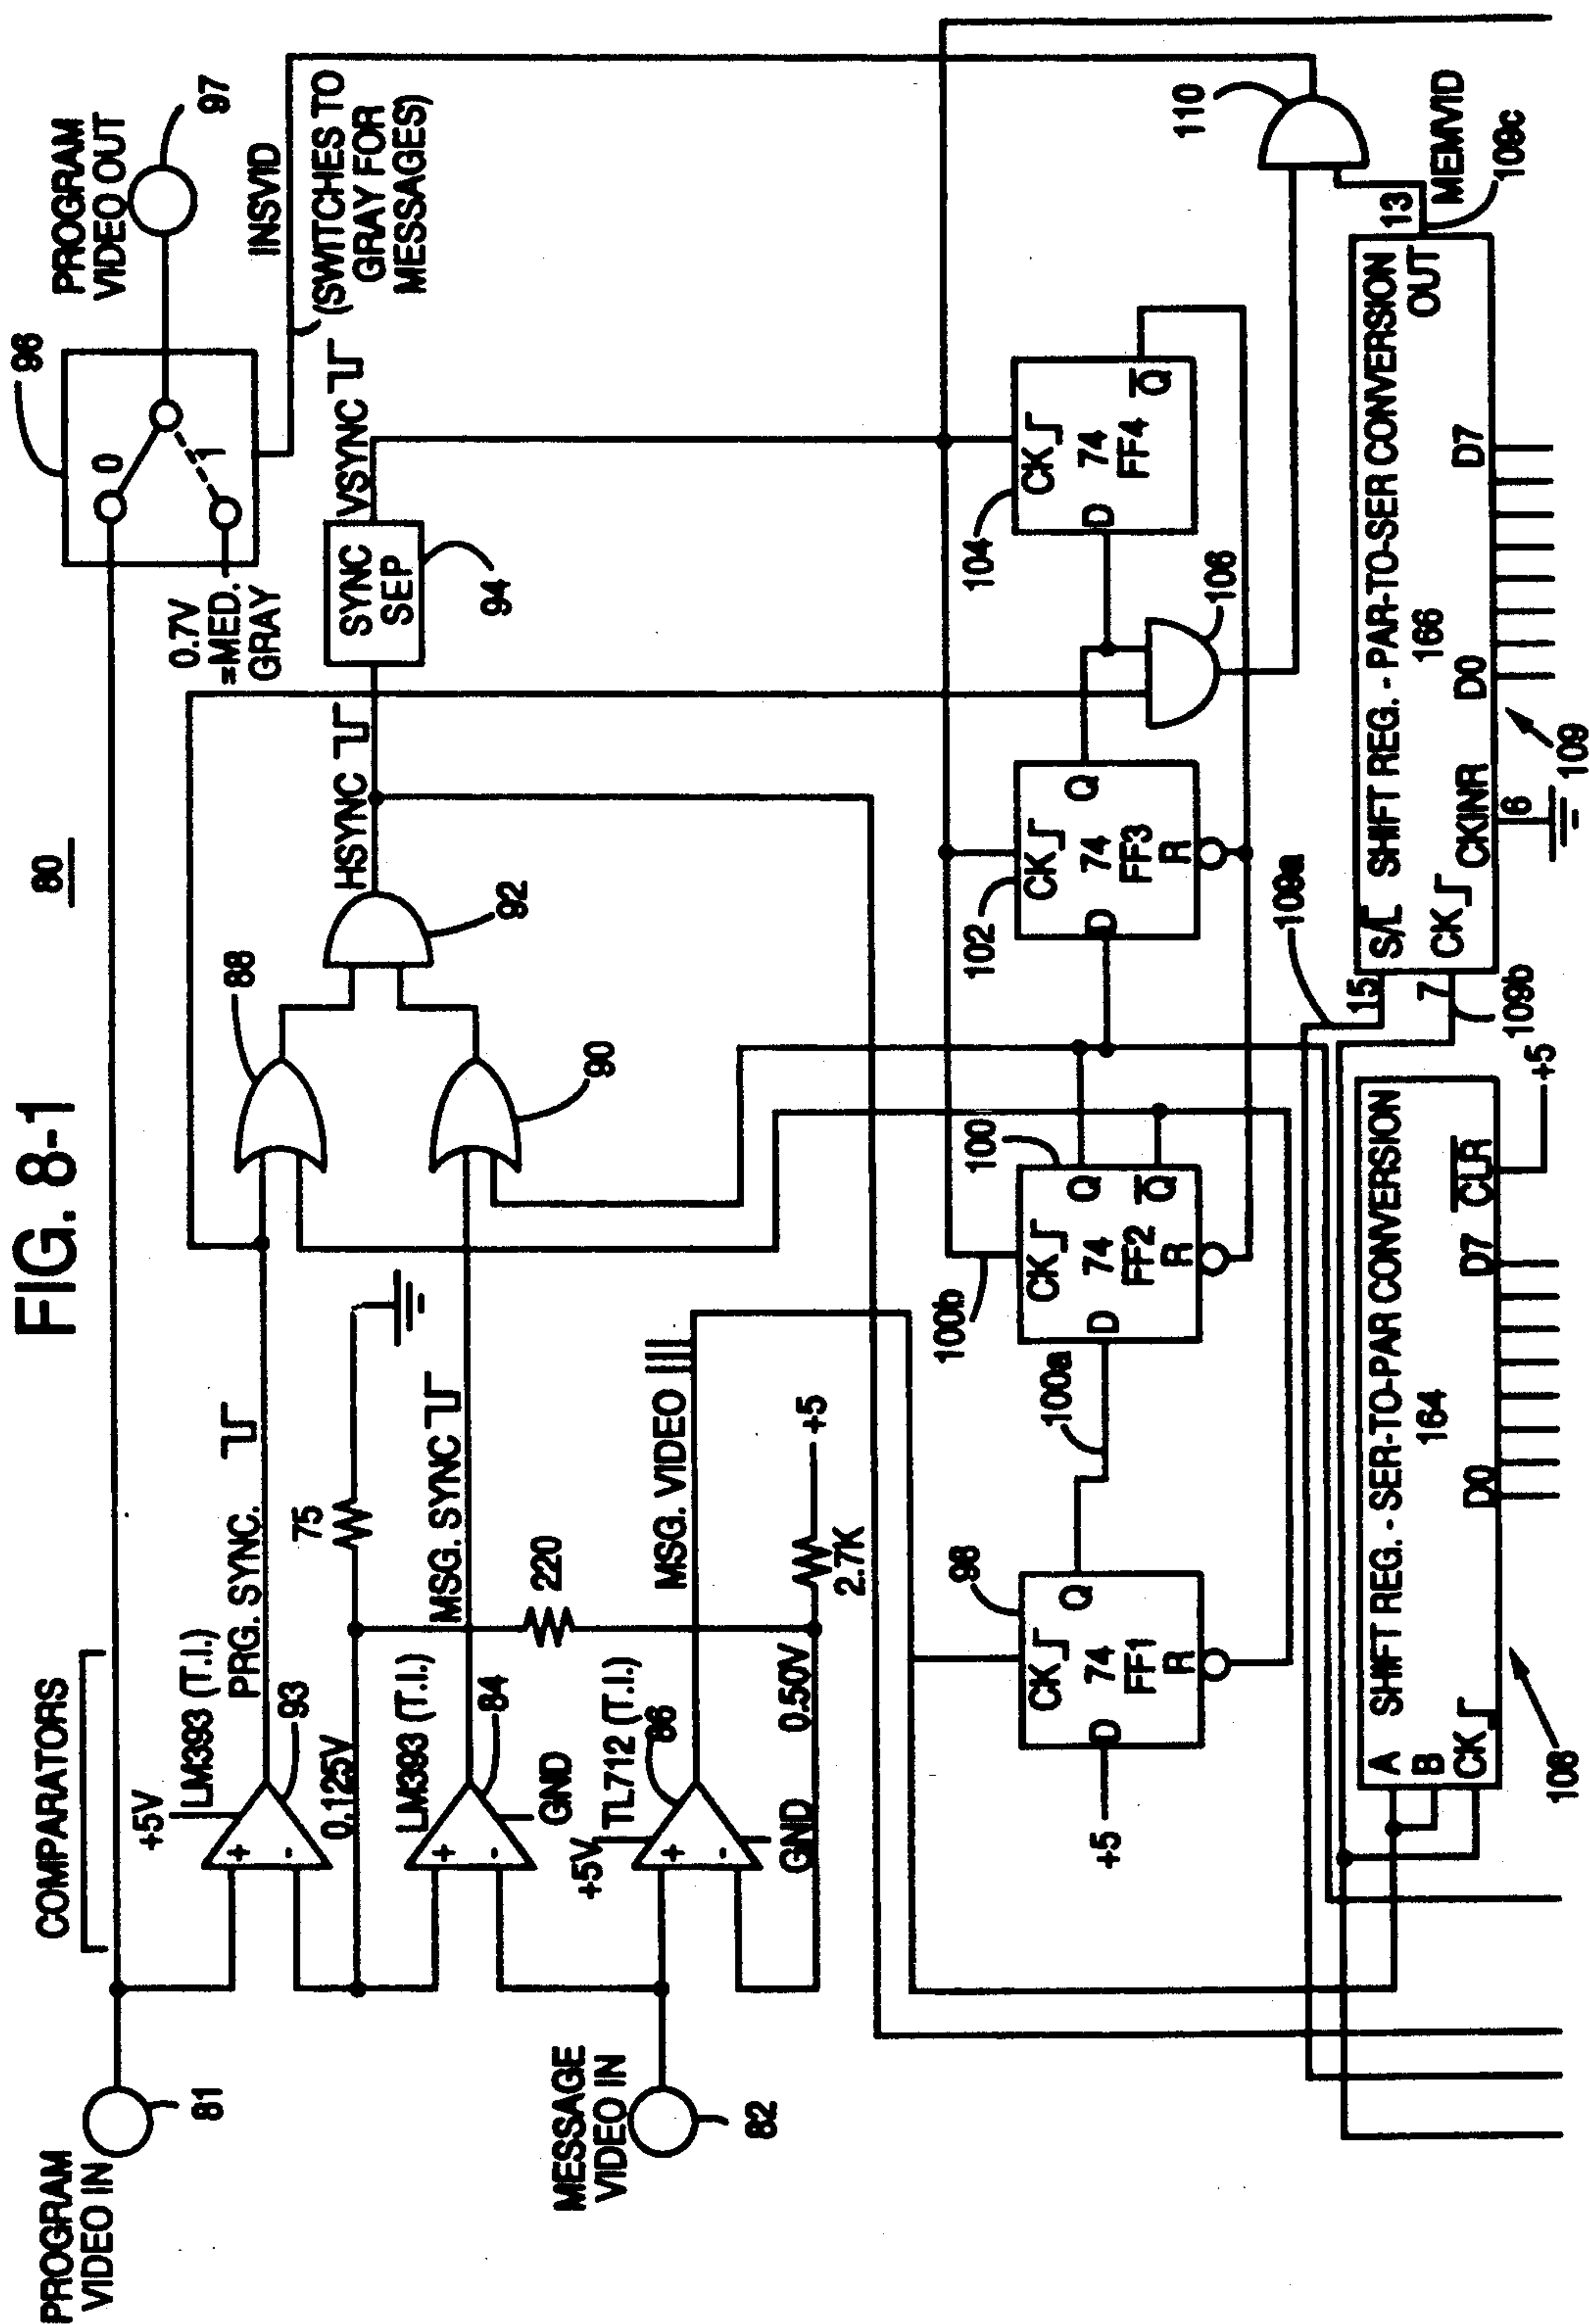 FIG. 8-1
80
COMPARATORS
PROGRAM
VIDEO IN
81
+5V
LM393 (T.I.)
PRG. SYNC.
93
+
-
0.125V
75
88
96
0
1
0.7V
=MED.
GRAY
PROGRAM
VIDEO OUT
97
INSVID
(SWITCHES TO
GRAY FOR
MESSAGES)
LM393 (T.I.)
MSG. SYNC
84
+
-
GND
220
90
92
HSYNC
SYNC
SEP
94
VSYNC
MESSAGE
VIDEO IN
82
+5V
TL712 (T.I.)
86
+
-
GND
0.50V
MSG. VIDEO
2.7K
+5
98
CK
D
74
FF1
Q
R
+5
100a
100b
100
CK
D
74
FF2
Q
Q
R
102
CK
D
74
FF3
Q
R
104
CK
D
74
FF4
Q
106
110
108
A
B
CK
SHIFT REG. - SER-TO-PAR CONVERSION
164
D0
D7
CLR
+5
109a
109b
15
7
S/L
CK
SHIFT REG. - PAR-TO-SER CONVERSION
166
CKINR
6
D0
D7
OUT
13
MEMVID
109c
109